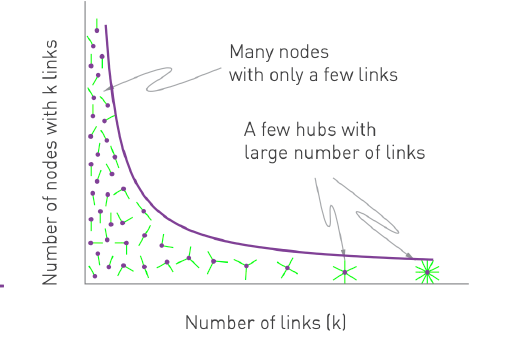 Number of nodes with k links
Many nodes
with only a few links
A few hubs with
large number of links
Number of links (k)